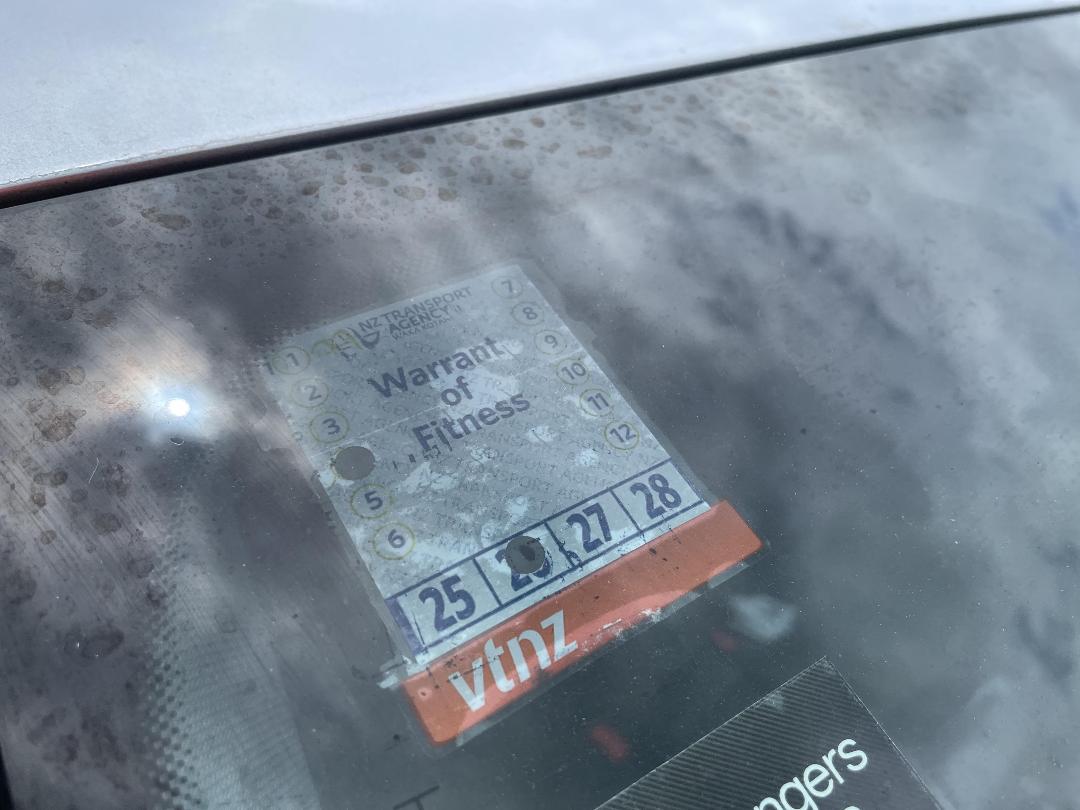 NZ TRANSPORT
AGENCY
WAKA KOTAHI
Warrant
of
Fitness
1
2
3
5
6
7
8
9
10
11
12
25 27 28
vtnz